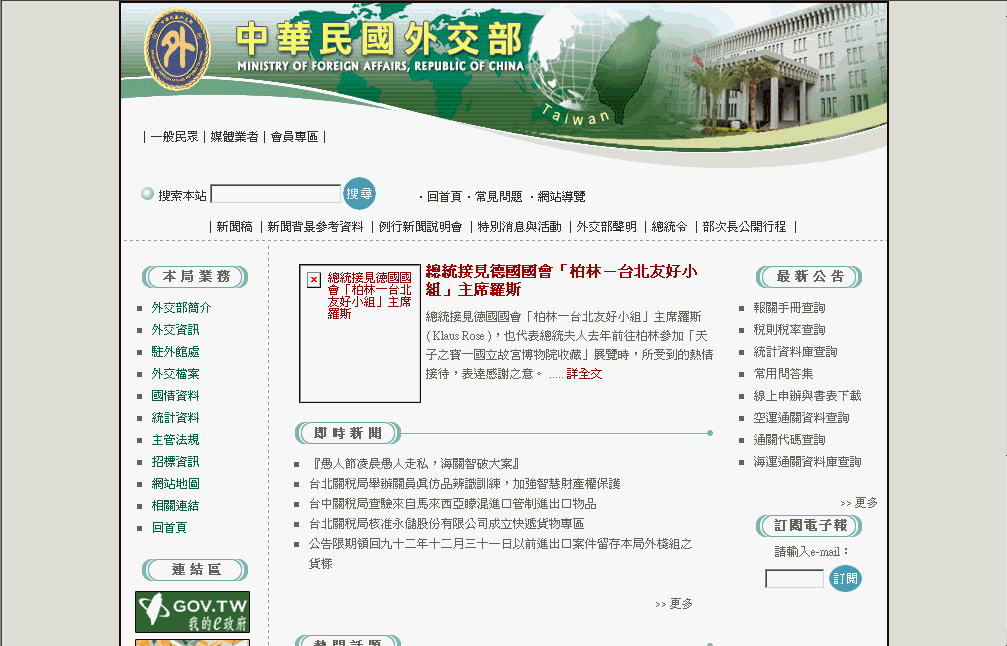 中華民國外交部
MINISTRY OF FOREIGN AFFAIRS, REPUBLIC OF CHINA
Taiwan
| 一般民眾 | 媒體業者 | 會員專區 |
搜索本站 搜尋 ・回首頁・常見問題・網站導覽
| 新聞稿 | 新聞背景參考資料 | 例行新聞說明會 | 特別消息與活動 | 外交部聲明 | 總統令 | 部次長公開行程 |
本局業務
外交部簡介
外交資訊
駐外館處
外交檔案
國情資料
統計資料
主管法規
招標資訊
網站地圖
相關連結
回首頁
連結區
GOV.TW
我的e政府
總統接見德國國
會「柏林一台北
友好小組」主席
羅斯
總統接見德國國會「柏林－台北友好小
組」主席羅斯
總統接見德國國會「柏林一台北友好小組」主席羅斯
( Klaus Rose )，也代表總統夫人去年前往柏林參加「天
子之寶一國立故宮博物院收藏」展覽時，所受到的熱情
接待，表達感謝之意。 ..... 詳全文
即時新聞
『愚人節凌晨愚人走私，海關智破大案』
台北關稅局舉辦關員真仿品辨識訓練，加強智慧財產權保護
台中關稅局查驗來自馬來西亞矇混進口管制進出口物品
台北關稅局核准永儲股份有限公司成立快遞貨物專區
公告限期領回九十二年十二月三十一日以前進出口案件留存本局外棧組之
貨樣
>> 更多
熱門話題
最新公告
報關手冊查詢
稅則稅率查詢
統計資料庫查詢
常用問答集
線上申辦與書表下載
空運通關資料查詢
通關代碼查詢
海運通關資料庫查詢
>> 更多
訂閱電子報
請輸入e-mail：
訂閱